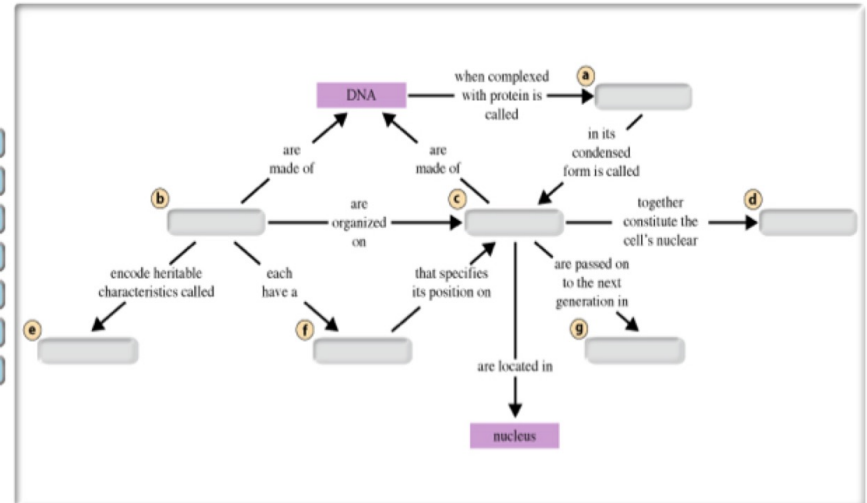 when complexed
a
DNA
with protein is
called
in its
condensed
form is called
are
made of
are
made of
b
c
d
are
organized
on
together
constitute the
cell's nuclear
encode heritable
characteristics called
each
have a
that specifies
its position on
are passed on
to the next
generation in
e
f
g
are located in
nucleus